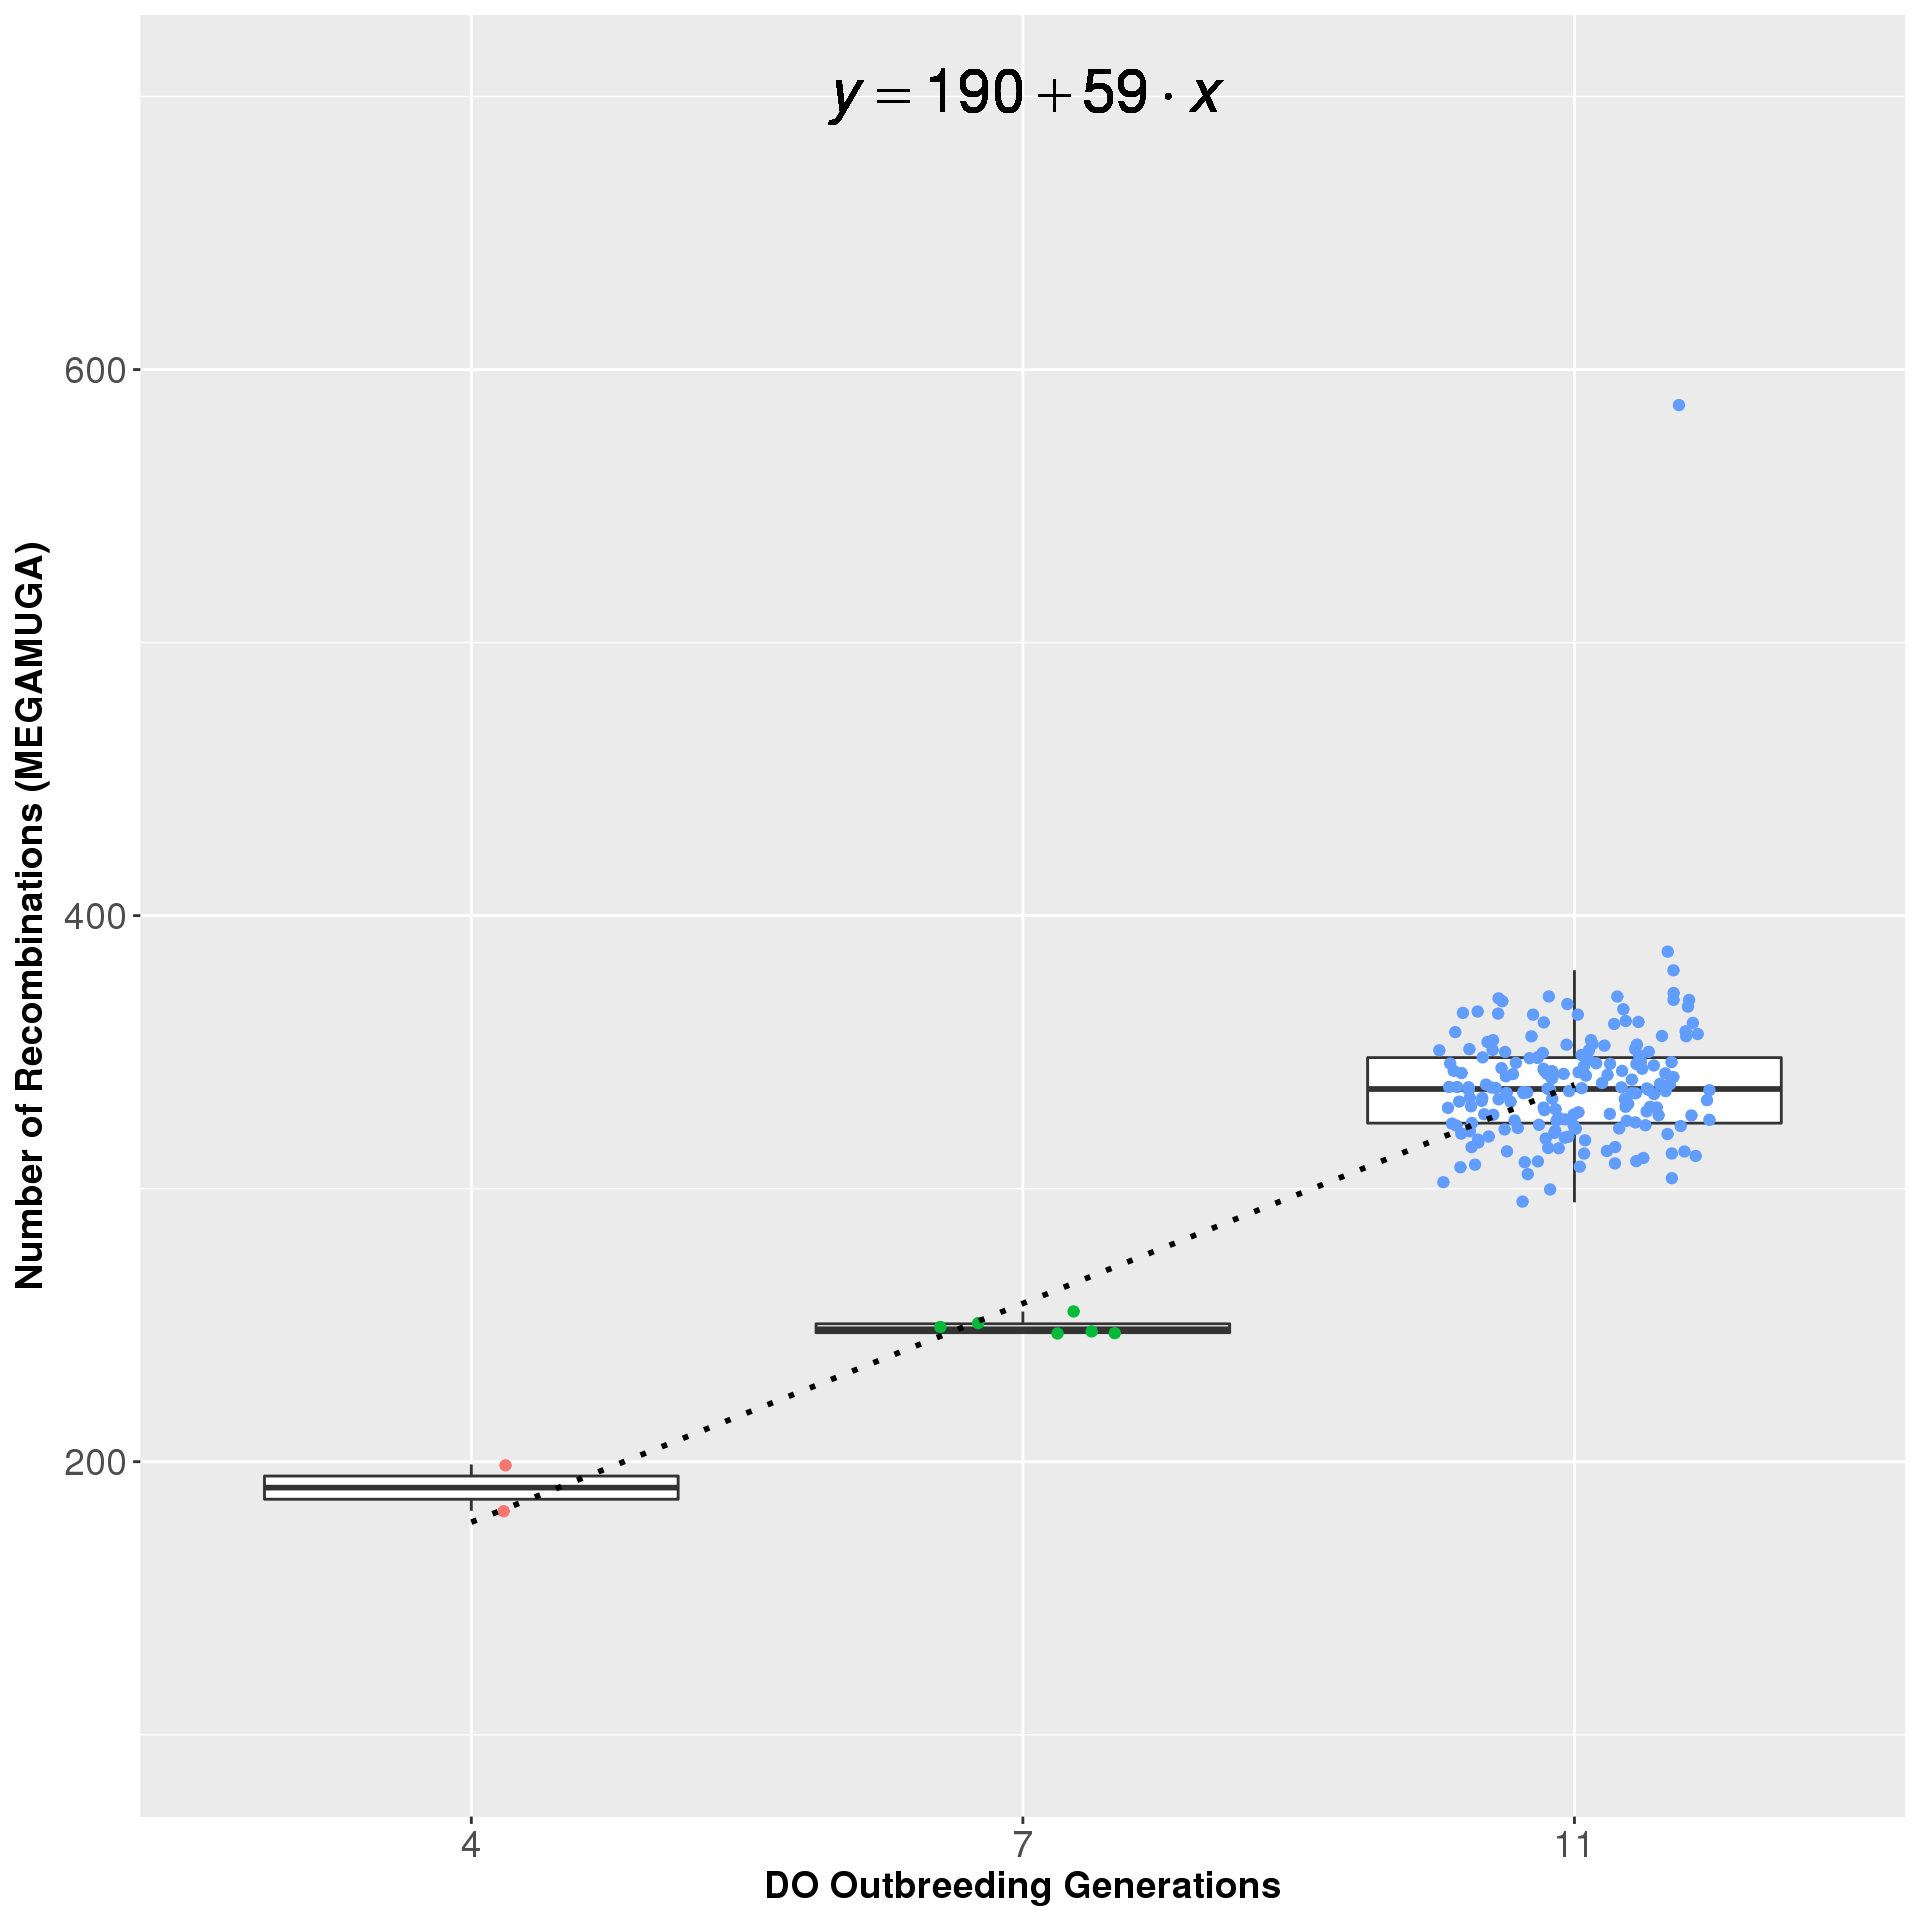 y = 190 + 59 · x
Number of Recombinations (MEGAMUGA)
600
400
200
4 7 11
DO Outbreeding Generations